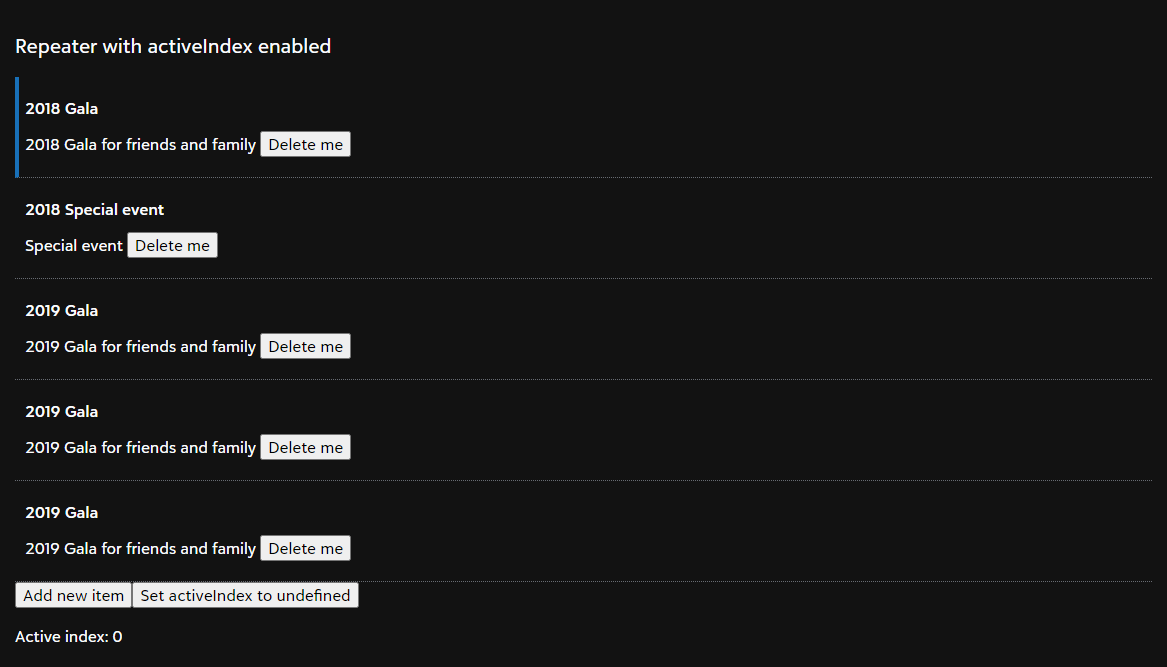 Repeater with activeIndex enabled
2018 Gala
2018 Gala for friends and family Delete me
2018 Special event
Special event Delete me
2019 Gala
2019 Gala for friends and family Delete me
2019 Gala
2019 Gala for friends and family Delete me
2019 Gala
2019 Gala for friends and family Delete me
Add new item Set activeIndex to undefined
Active index: 0